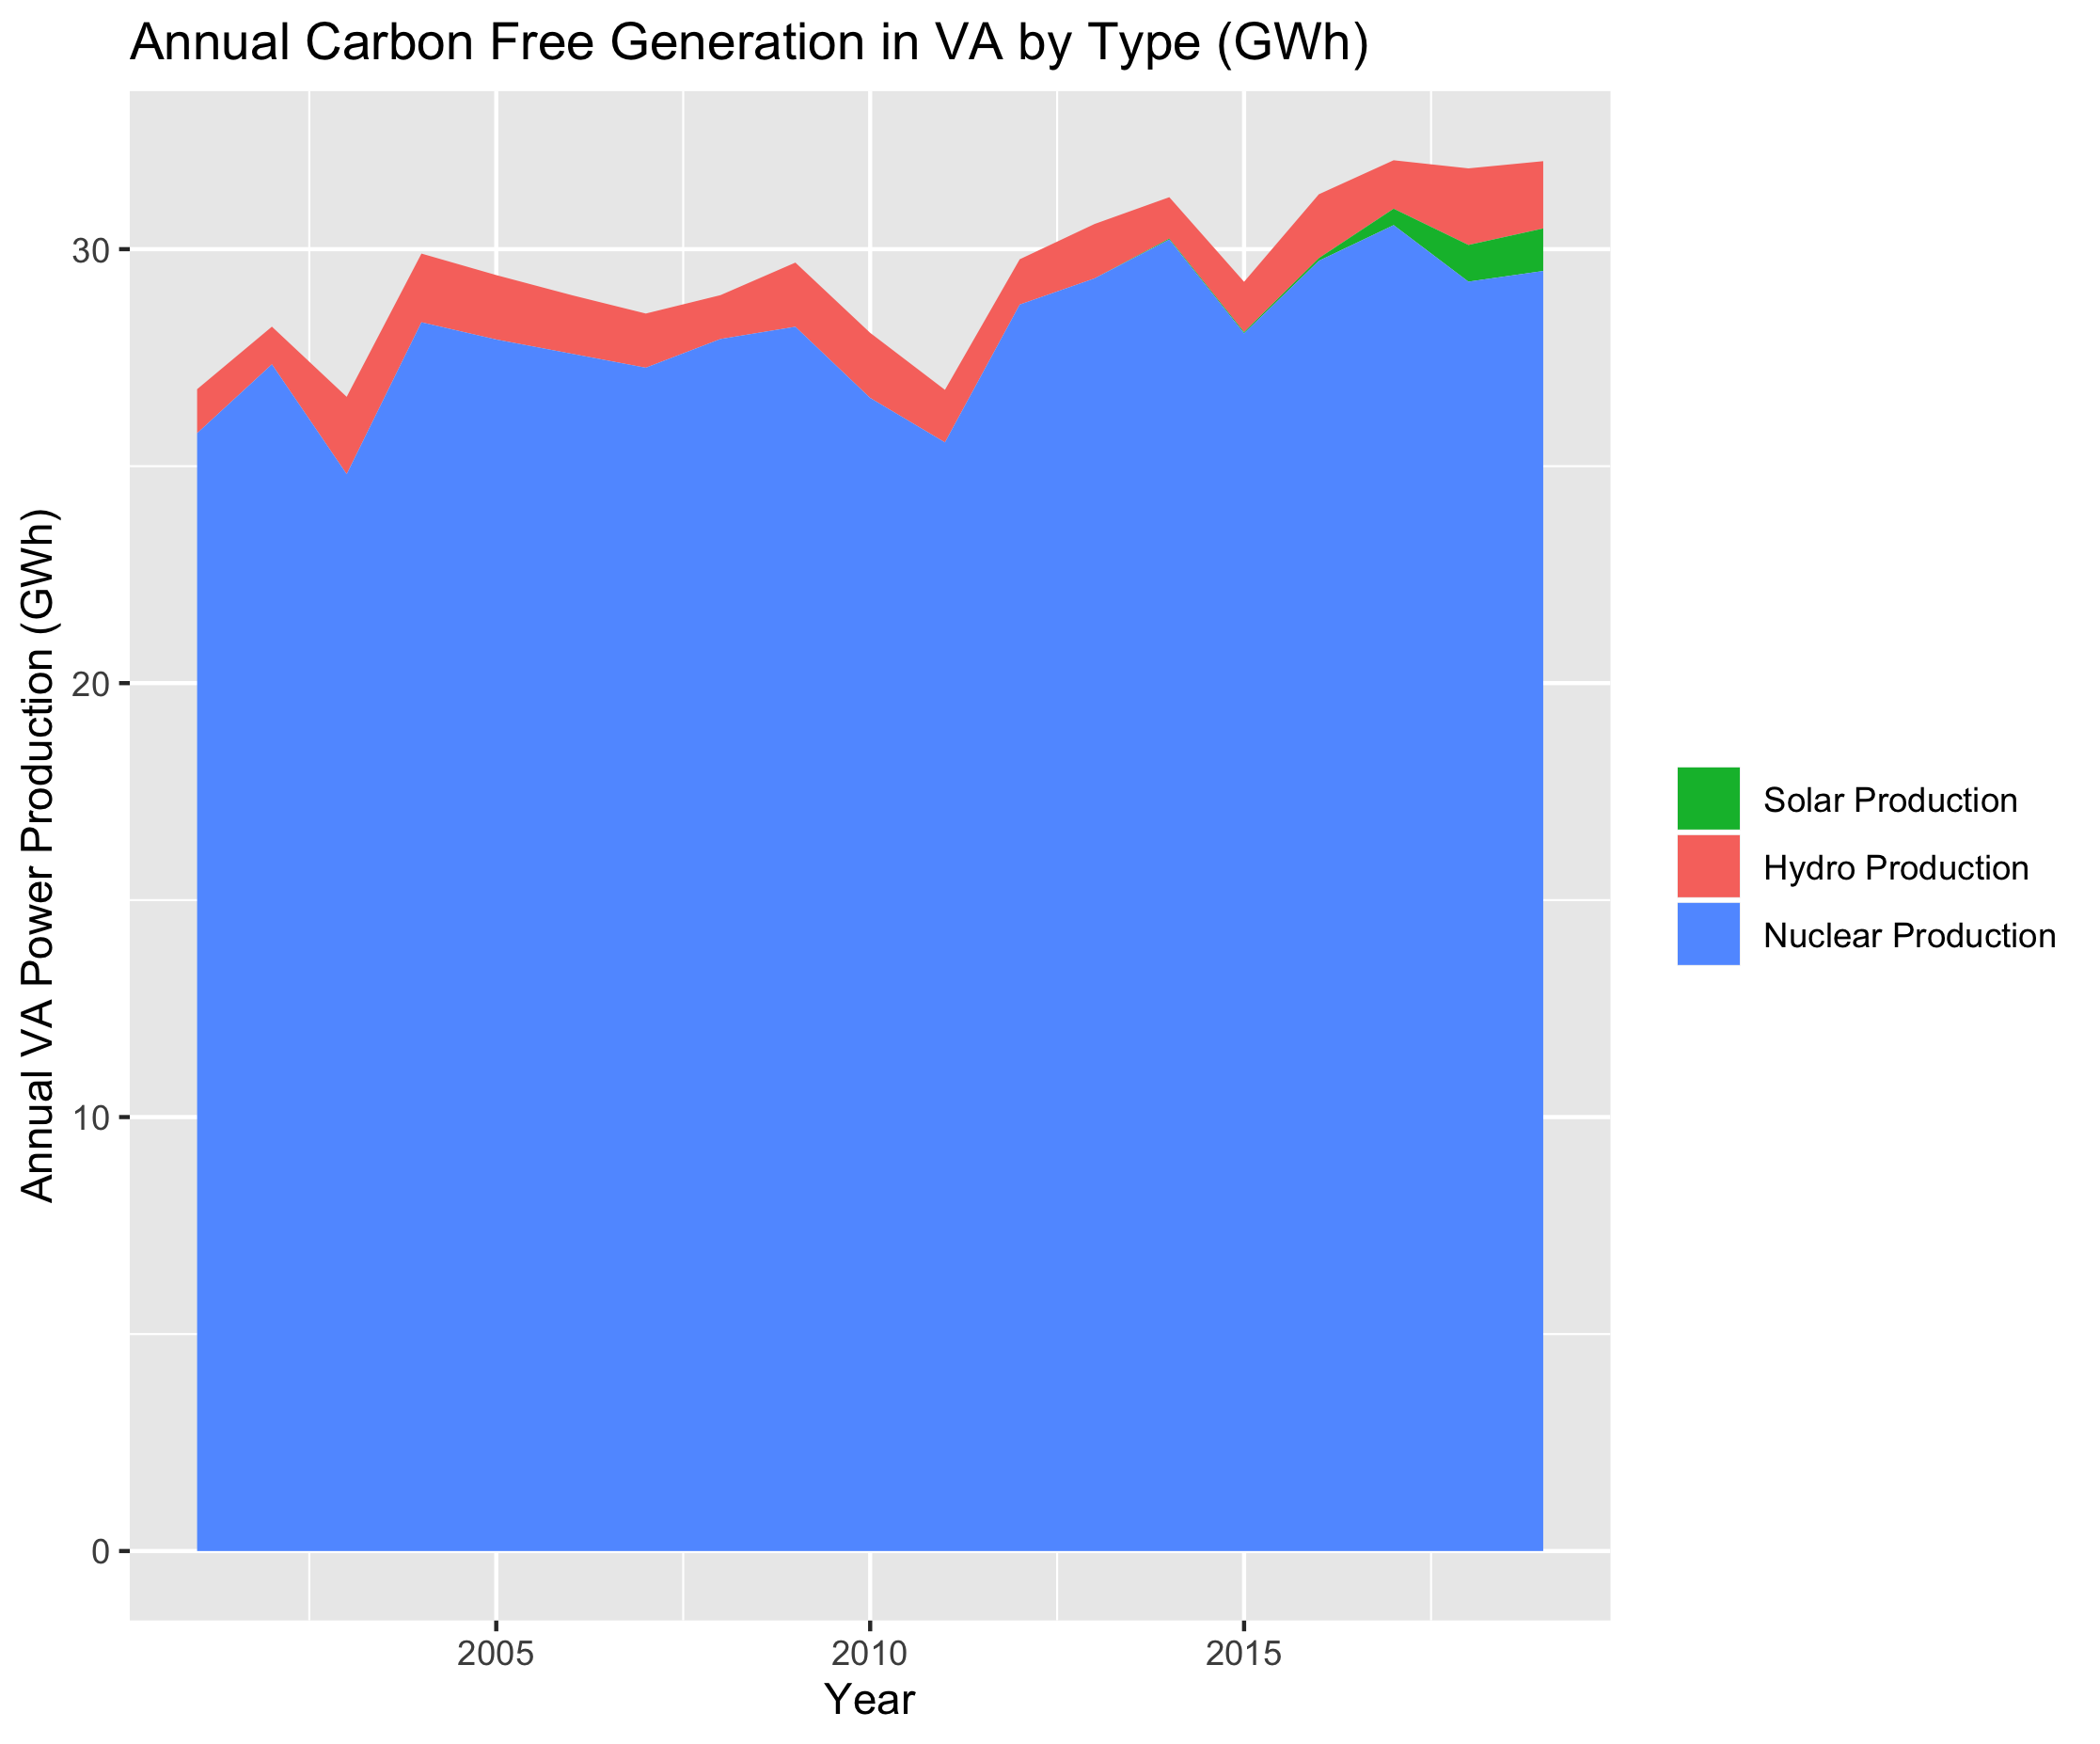 Annual Carbon Free Generation in VA by Type (GWh)
Annual VA Power Production (GWh)
30
20
10
0
2005
2010
2015
Year
Solar Production
Hydro Production
Nuclear Production